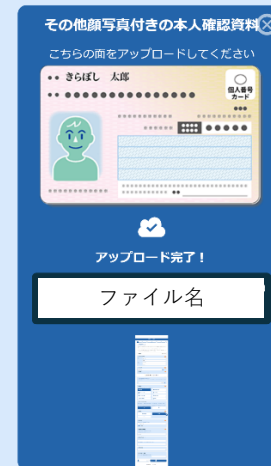 その他顔写真付きの本人確認資料
こちらの面をアップロードしてください
きらぼし 太郎
個人番号
カード
アップロード完了！
ファイル名